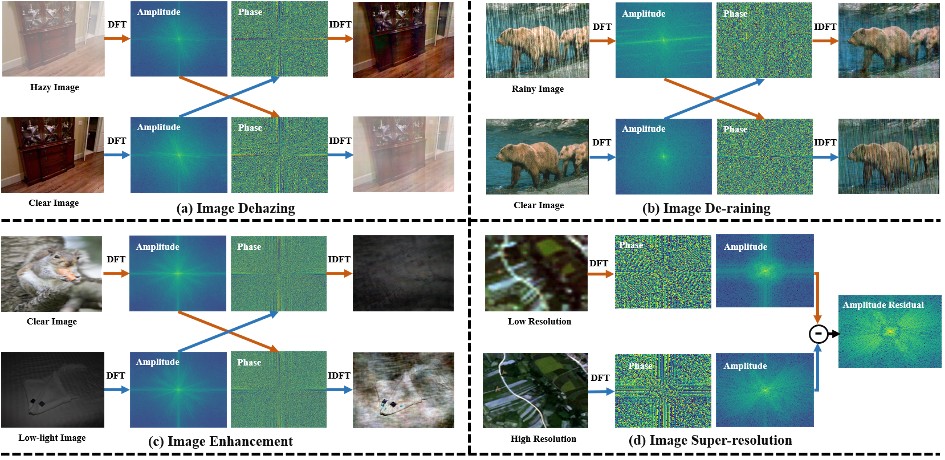 DFT
Amplitude
Phase
IDFT
Hazy Image
DFT
Amplitude
Phase
IDFT
Clear Image
(a) Image Dehazing
DFT
Amplitude
Phase
IDFT
Rainy Image
DFT
Amplitude
Phase
IDFT
Clear Image
(b) Image De-raining
DFT
Amplitude
Phase
IDFT
Clear Image
DFT
Amplitude
Phase
IDFT
Low-light Image
(c) Image Enhancement
DFT
Phase
Amplitude
Low Resolution
Amplitude Residual
-
DFT
Phase
Amplitude
High Resolution
(d) Image Super-resolution